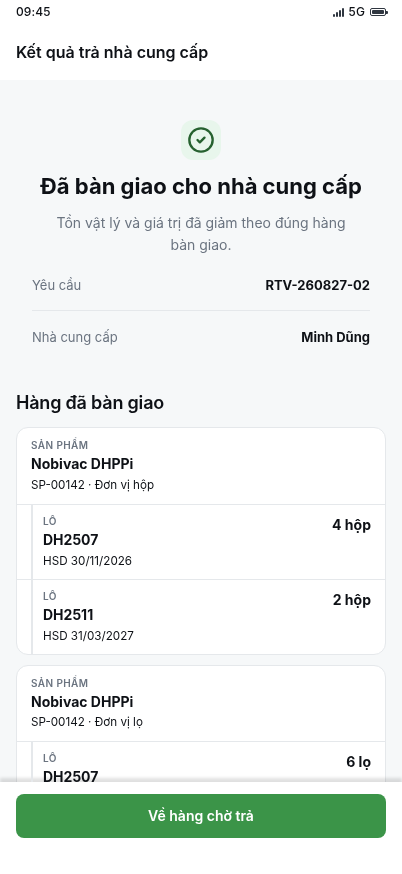 09:45
5G
Kết quả trả nhà cung cấp
Đã bàn giao cho nhà cung cấp
Tồn vật lý và giá trị đã giảm theo đúng hàng
bàn giao.
Yêu cầu
RTV-260827-02
Nhà cung cấp
Minh Dũng
Hàng đã bàn giao
SẢN PHẨM
Nobivac DHPPi
SP-00142 · Đơn vị hộp
LÔ
4 hộp
DH2507
HSD 30/11/2026
LÔ
2 hộp
DH2511
HSD 31/03/2027
SẢN PHẨM
Nobivac DHPPi
SP-00142 · Đơn vị lọ
LÔ
6 lọ
DH2507
Về hàng chờ trả